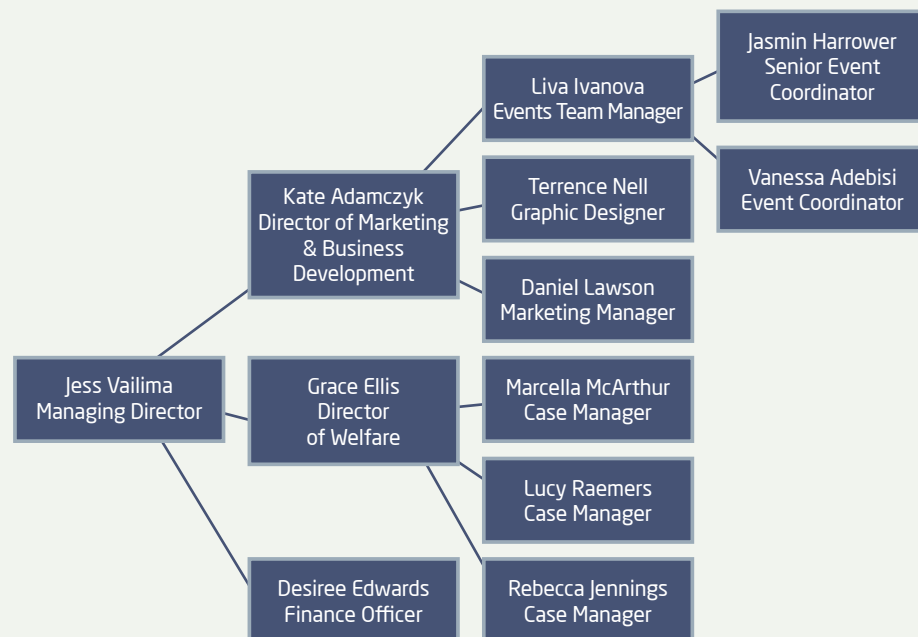 Jess Vailima
Managing Director
Kate Adamczyk
Director of Marketing
& Business
Development
Liva Ivanova
Events Team Manager
Jasmin Harrower
Senior Event
Coordinator
Vanessa Adebisi
Event Coordinator
Terrence Nell
Graphic Designer
Daniel Lawson
Marketing Manager
Grace Ellis
Director
of Welfare
Marcella McArthur
Case Manager
Lucy Raemers
Case Manager
Rebecca Jennings
Case Manager
Desiree Edwards
Finance Officer